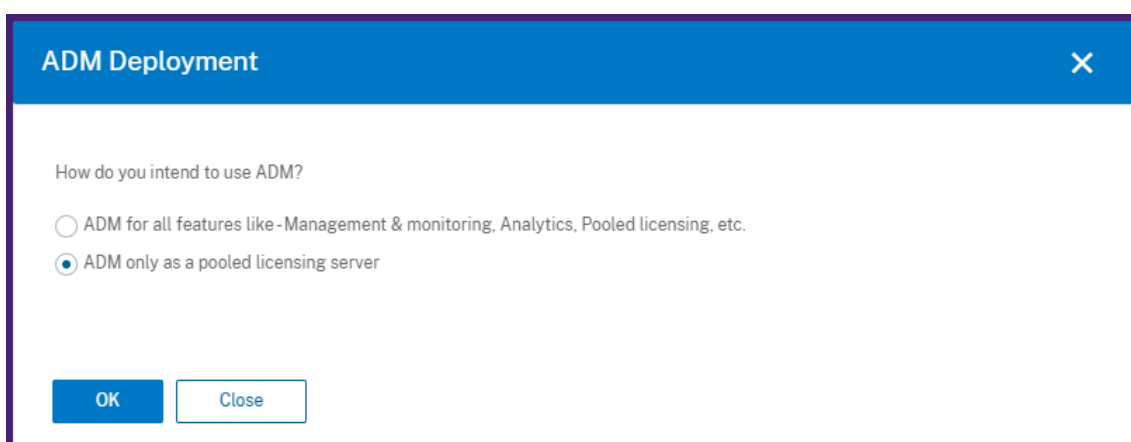 ADM Deployment
How do you intend to use ADM?
ADM for all features like - Management & monitoring, Analytics, Pooled licensing, etc.
ADM only as a pooled licensing server
OK
Close